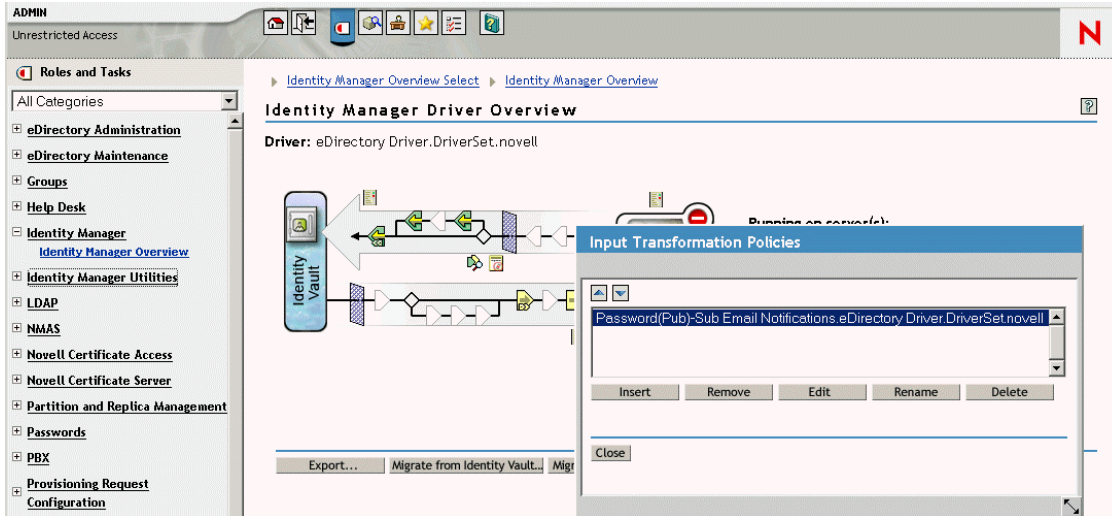 ADMIN
Unrestricted Access
N
Roles and Tasks
All Categories
eDirectory Administration
eDirectory Maintenance
Groups
Help Desk
Identity Manager
Identity Manager Overview
Identity Manager Utilities
LDAP
NMAS
Novell Certificate Access
Novell Certificate Server
Partition and Replica Management
Passwords
PBX
Provisioning Request
Configuration
Identity Manager Overview Select Identity Manager Overview
Identity Manager Driver Overview
?
Driver: eDirectory Driver.DriverSet.novell
Identity
Vault
Running on server(s):
Input Transformation Policies
Password(Pub)-Sub Email Notifications.eDirectory Driver.DriverSet.novell
Insert Remove Edit Rename Delete
Close
Export... Migrate from Identity Vault... Migr